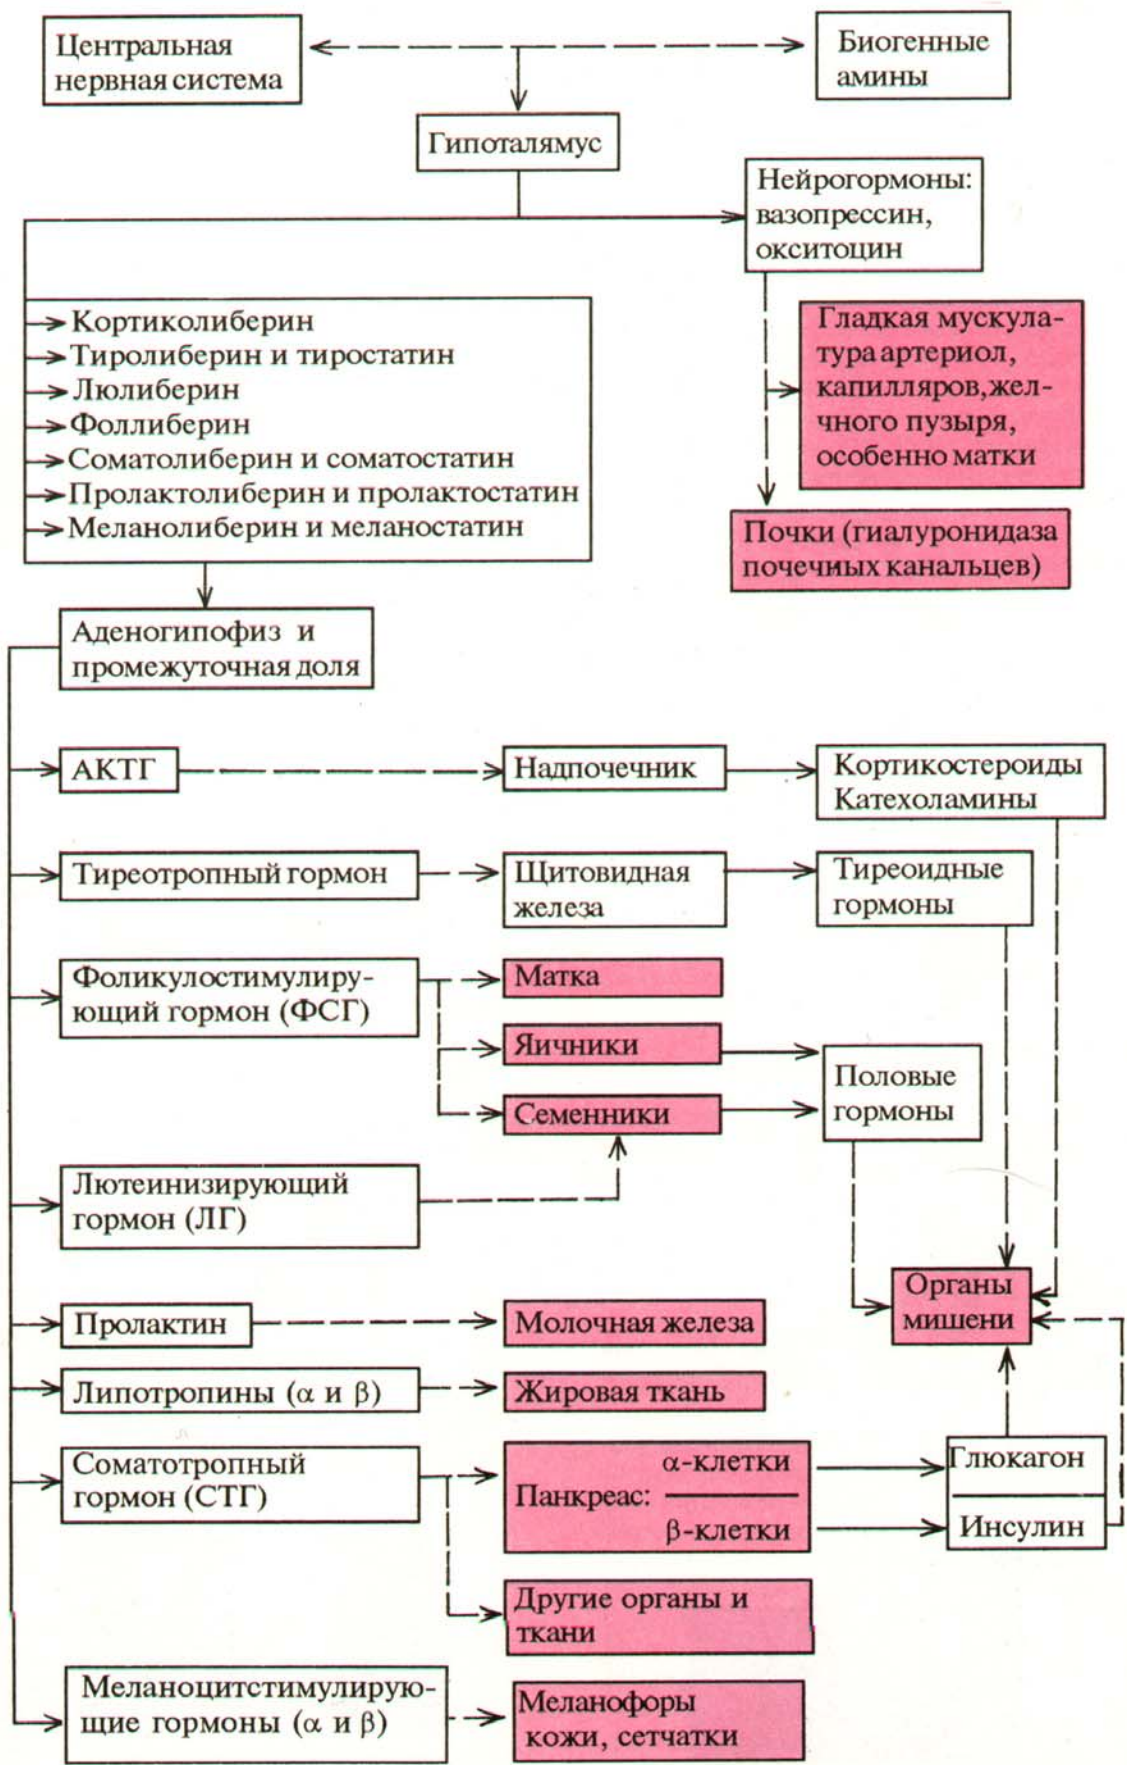 Центральная
нервная система
Биогенные
амины
Гипоталямус
Нейрогормоны:
вазопрессин,
окситоцин
Кортиколиберин
Тиролиберин и тиростатин
Люлиберин
Фоллиберин
Соматолиберин и соматостатин
Пролактолиберин и пролактостатин
Меланолиберин и меланостатин
Гладкая мускула-
тура артериол,
капилляров,жел-
чного пузыря,
особенно матки
Почки (гиалуронидаза
почечных канальцев)
Аденогипофиз и
промежуточная доля
АКТГ
Надпочечник
Кортикостероиды
Катехоламины
Тиреотропный гормон
Щитовидная
железа
Тиреоидные
гормоны
Фоликулостимулиру-
ющий гормон (ФСГ)
Матка
Яичники
Семенники
Половые
гормоны
Лютеинизирующий
гормон (ЛГ)
Органы
мишени
Пролактин
Молочная железа
Липотропины (α и β)
Жировая ткань
Соматотропный
гормон (СТГ)
Панкреас:
α-клетки
β-клетки
Глюкагон
Инсулин
Другие органы и
ткани
Меланоцитстимулирую-
щие гормоны (α и β)
Меланофоры
кожи, сетчатки